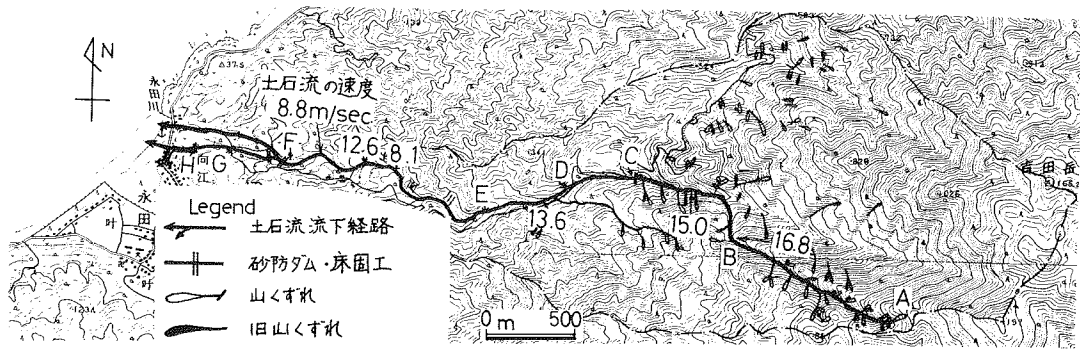 N
永田川
土石流の速度
8.8m/sec
12.6
8.1
F
H
向江
G
E
D
C
13.6
15.0
B
16.8
A
吉田岳
永田
叶
Legend
土石流流下経路
砂防ダム・床固工
山くずれ
旧山くずれ
0 m 500